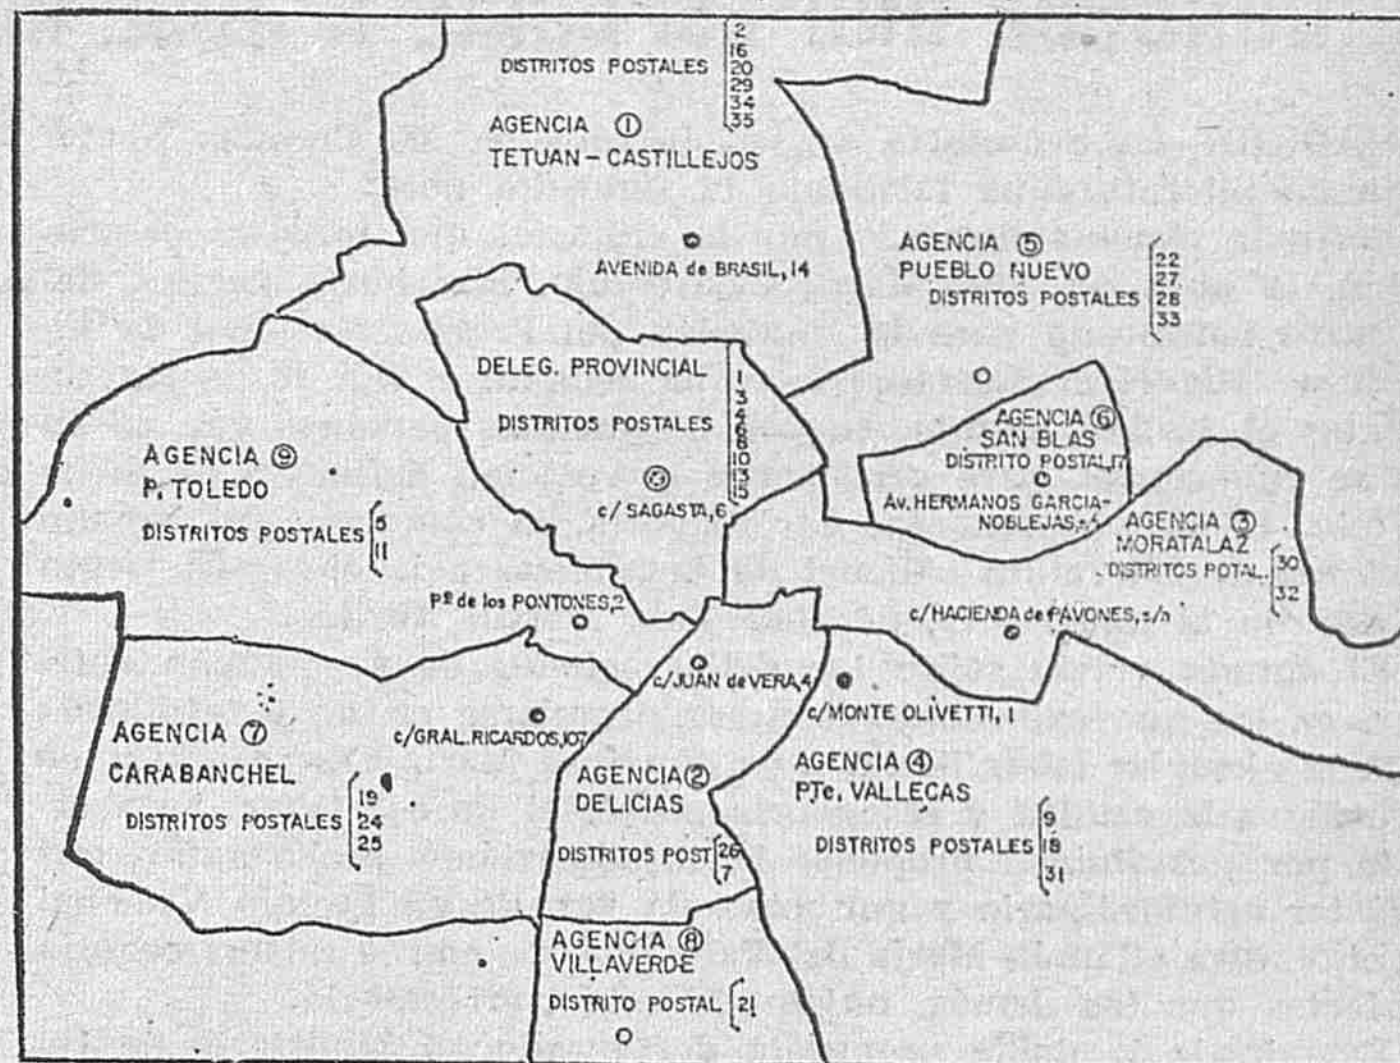 DISTRITOS POSTALES
2
16
20
29
34
35
AGENCIA ①
TETUAN - CASTILLEJOS
AVENIDA de BRASIL, 14
AGENCIA ⑤
PUEBLO NUEVO
DISTRITOS POSTALES
22
27
28
33
DELEG. PROVINCIAL
DISTRITOS POSTALES
1
3
4
6
8
10
13
15
c/ SAGASTA, 6
AGENCIA ⑥
SAN BLAS
DISTRITO POSTAL, 17
Av. HERMANOS GARCIA-
NOBLEJAS,
AGENCIA ⑨
P. TOLEDO
DISTRITOS POSTALES
5
11
Pº de los PONTONES, 2
AGENCIA ③
MORATALAZ
DISTRITOS POTAL.
30
32
c/ HACIENDA de PAVONES, s/n
c/ JUAN de VERA, 4
c/ MONTE OLIVETTI, 1
AGENCIA ⑦
CARABANCHEL
DISTRITOS POSTALES
19
24
25
c/ GRAL. RICARDOS, 107
AGENCIA ②
DELICIAS
DISTRITOS POST
26
7
AGENCIA ④
PTe. VALLECAS
DISTRITOS POSTALES
9
18
31
AGENCIA ⑧
VILLAVERDE
DISTRITO POSTAL
21